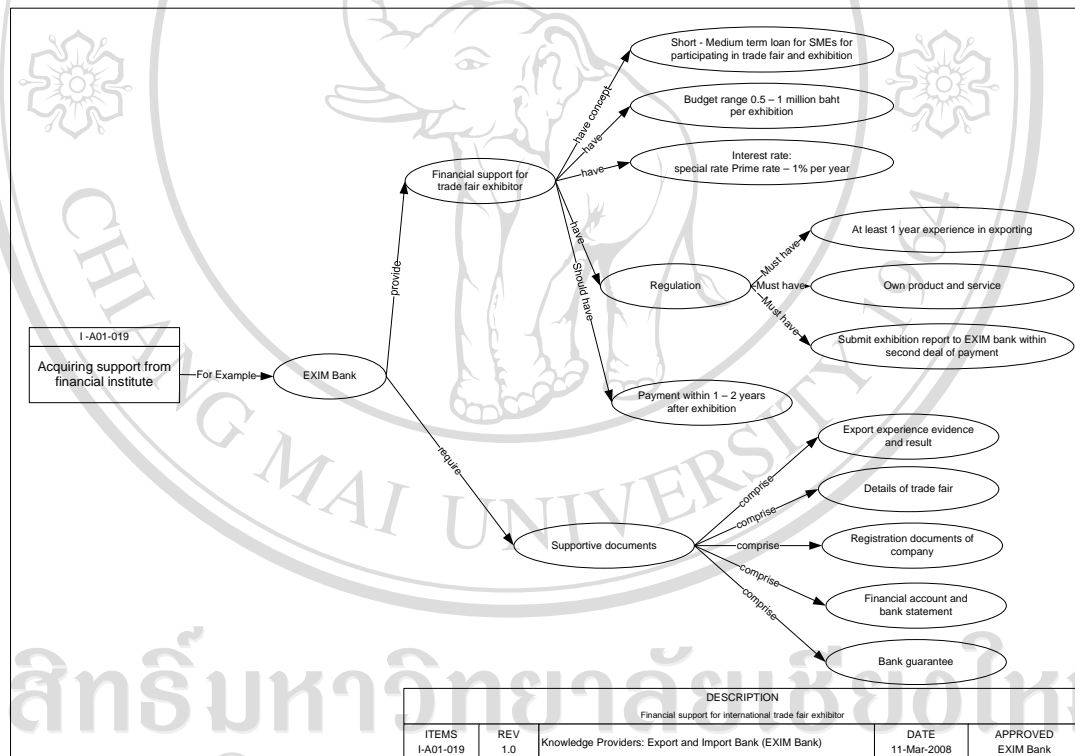 Short - Medium term loan for SMEs for
participating in trade fair and exhibition
have concept
Budget range 0.5 – 1 million baht
per exhibition
have
Interest rate:
special rate Prime rate – 1% per year
have
Financial support for
trade fair exhibitor
provide
have
Should have
Regulation
Must have
At least 1 year experience in exporting
Must have
Own product and service
Must have
Submit exhibition report to EXIM bank within
second deal of payment
I -A01-019
Acquiring support from
financial institute
For Example
EXIM Bank
Payment within 1 – 2 years
after exhibition
require
Supportive documents
comprise
Export experience evidence
and result
comprise
Details of trade fair
comprise
Registration documents of
company
comprise
Financial account and
bank statement
comprise
Bank guarantee
CHIANG MAI UNIVERSITY 1964
DESCRIPTION
Financial support for international trade fair exhibitor
ITEMS
I-A01-019
REV
1.0
Knowledge Providers: Export and Import Bank (EXIM Bank)
DATE
11-Mar-2008
APPROVED
EXIM Bank